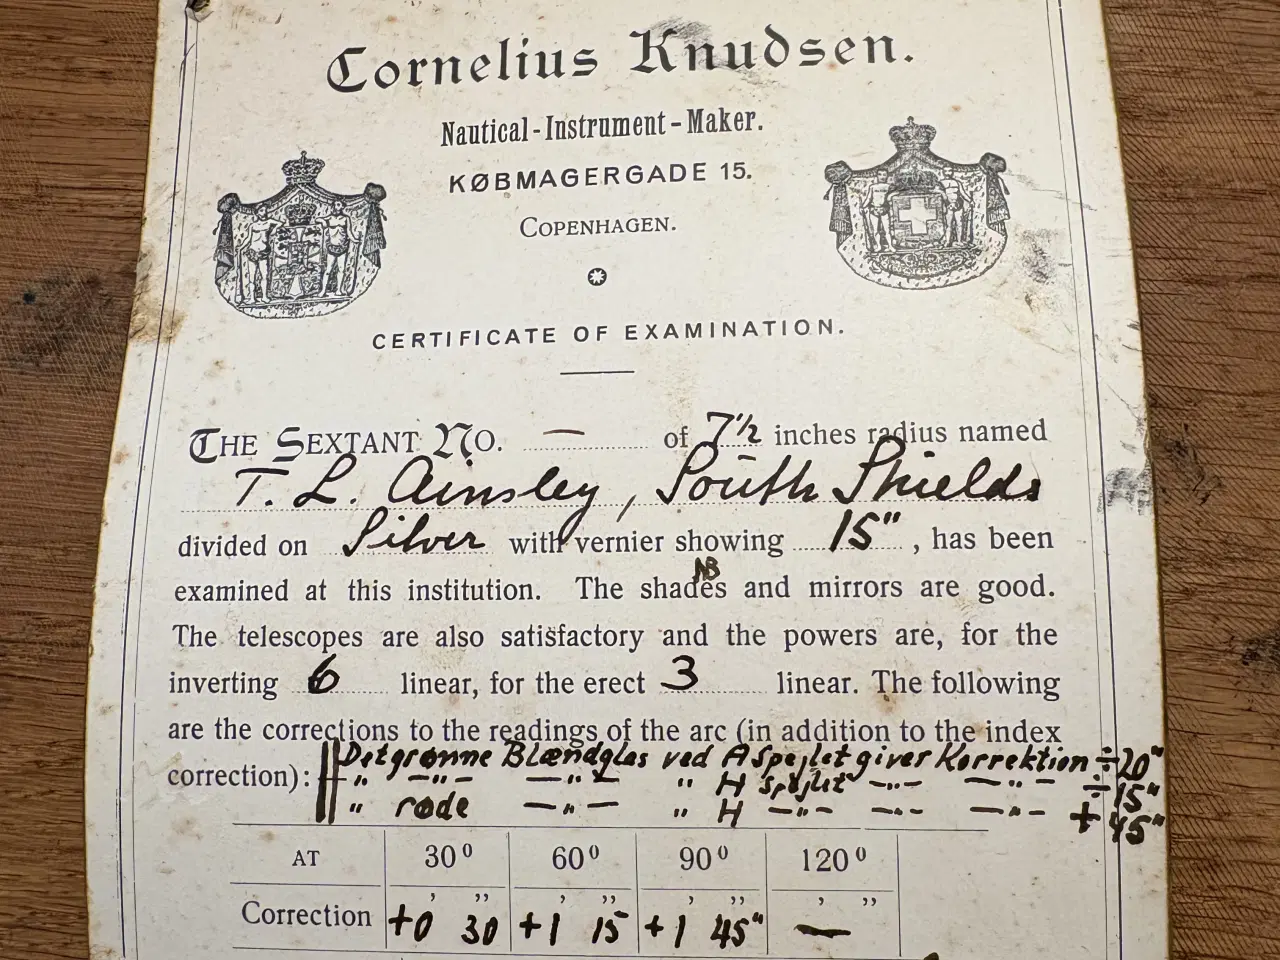 Cornelius Knudsen.
Nautical-Instrument-Maker.
KØBMAGERGADE 15.
COPENHAGEN.
CERTIFICATE OF EXAMINATION.
THE SEXTANT NO. — of 7½ inches radius named
T. L. Ainsley, South Shields
divided on Silver with vernier showing 15", has been
NB
examined at this institution. The shades and mirrors are good.
The telescopes are also satisfactory and the powers are, for the
inverting 6 linear, for the erect 3 linear. The following
are the corrections to the readings of the arc (in addition to the index
correction): Det grønne Blændglas ved A Spejlet giver Korrektion ÷ 20"
" —"— —"— " H spejlet —"— —"— ÷ 15"
" røde —"— " H —"— —"— —"— + 45"
AT 30° 60° 90° 120°
' " ' " ' " ' "
Correction +0 30 +1 15 +1 45" —